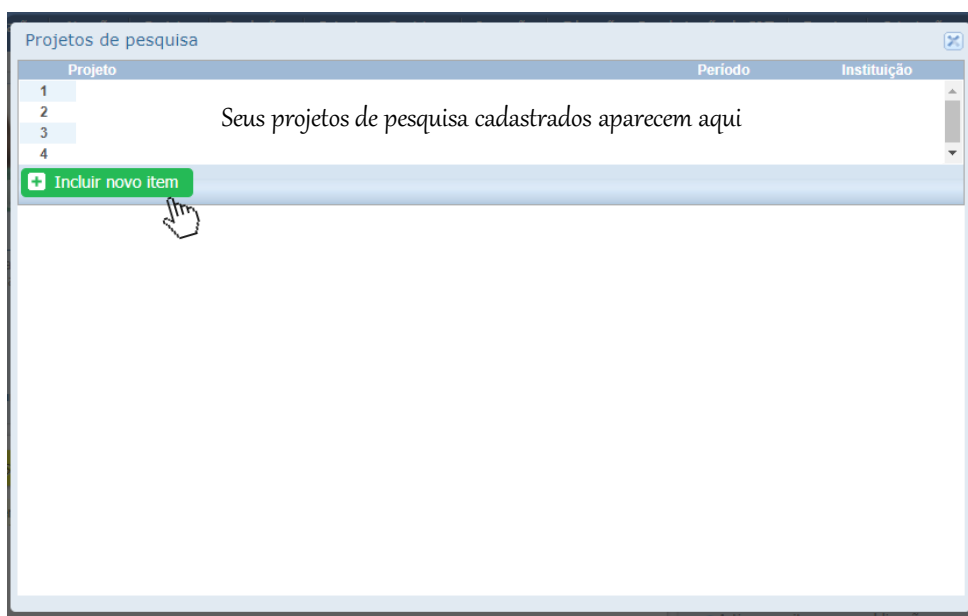 Projetos de pesquisa
Projeto Período Instituição
1
2
Seus projetos de pesquisa cadastrados aparecem aqui
3
4
Incluir novo item